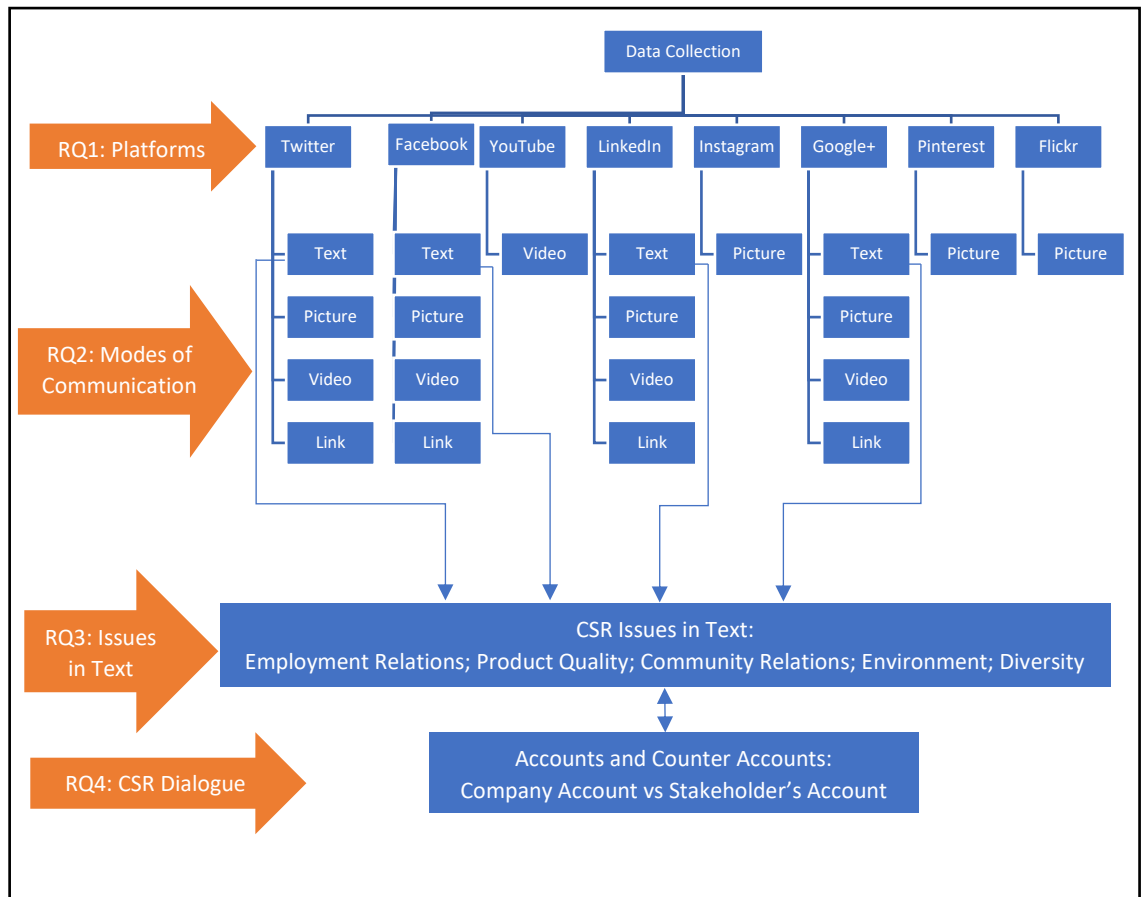 Data Collection
RQ1: Platforms
Twitter
Facebook
YouTube
LinkedIn
Instagram
Google+
Pinterest
Flickr
RQ2: Modes of
Communication
Text
Text
Video
Text
Picture
Text
Picture
Picture
Picture
Picture
Picture
Picture
Video
Video
Video
Video
Link
Link
Link
Link
RQ3: Issues
in Text
CSR Issues in Text:
Employment Relations; Product Quality; Community Relations; Environment; Diversity
RQ4: CSR Dialogue
Accounts and Counter Accounts:
Company Account vs Stakeholder’s Account